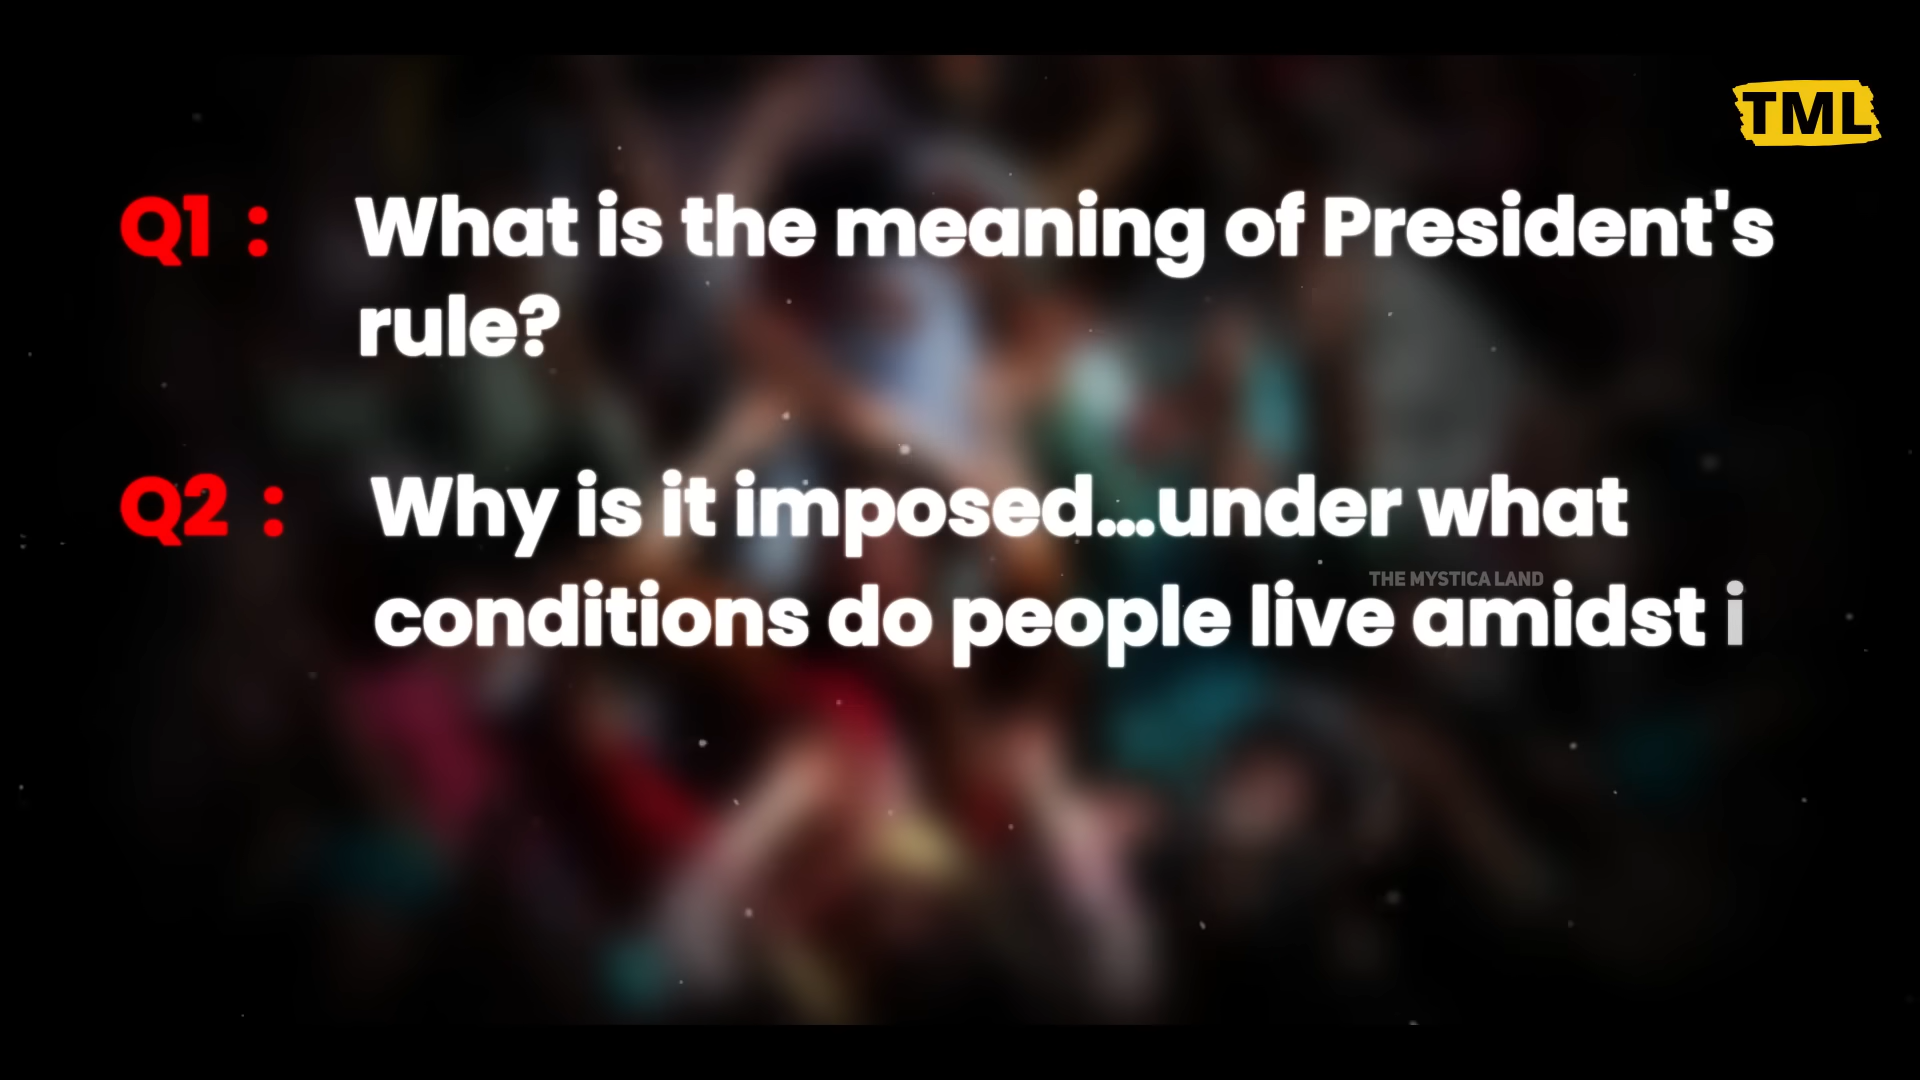 TML
Q1 : What is the meaning of President's
rule?
Q2 : Why is it imposed...under what
THE MYSTICA LAND
conditions do people live amidst i